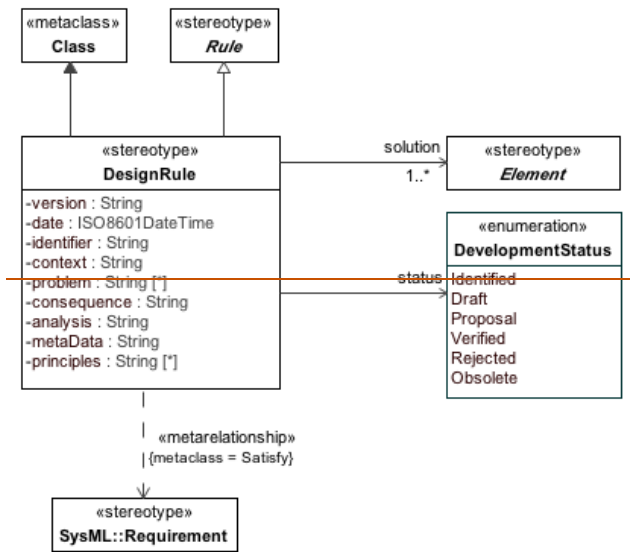 «metaclass»
Class
«stereotype»
Rule
«stereotype»
DesignRule
-version : String
-date : ISO8601DateTime
-identifier : String
-context : String
-problem : String [*]
-consequence : String
-analysis : String
-metaData : String
-principles : String [*]
solution
1..*
«stereotype»
Element
status
«enumeration»
DevelopmentStatus
Identified
Draft
Proposal
Verified
Rejected
Obsolete
«metarelationship»
{metaclass = Satisfy}
«stereotype»
SysML::Requirement